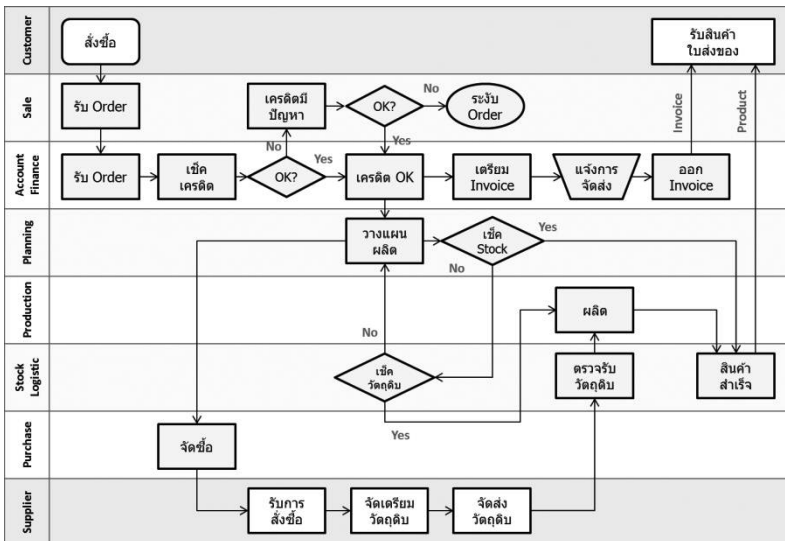 Customer
สั่งซื้อ
รับสินค้า
ใบส่งของ
Sale
รับ Order
เครดิตมี
ปัญหา
OK?
No
ระงับ
Order
Invoice
Product
No
Yes
Account
Finance
รับ Order
เช็ค
เครดิต
OK?
Yes
เครดิต OK
เตรียม
Invoice
แจ้งการ
จัดส่ง
ออก
Invoice
Planning
วางแผน
ผลิต
เช็ค
Stock
Yes
No
Production
ผลิต
No
Stock
Logistic
เช็ค
วัตถุดิบ
ตรวจรับ
วัตถุดิบ
สินค้า
สำเร็จ
Yes
Purchase
จัดซื้อ
Supplier
รับการ
สั่งซื้อ
จัดเตรียม
วัตถุดิบ
จัดส่ง
วัตถุดิบ